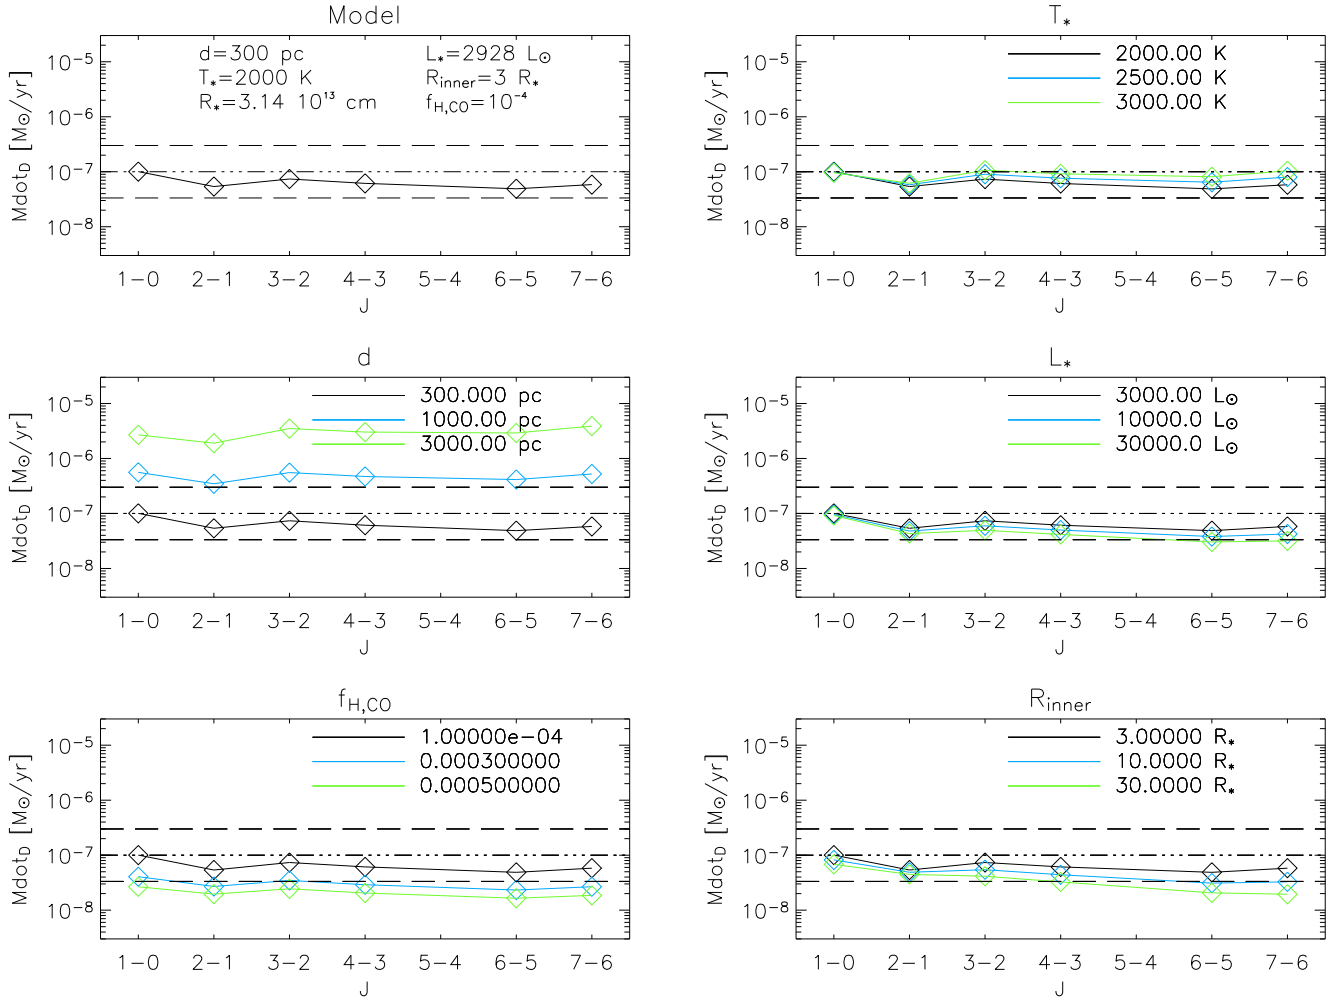 Model
d=300 pc L*=2928 L⊙
T*=2000 K Rinner=3 R*
R*=3.14 10¹³ cm fH,CO=10⁻⁴
10⁻⁵
10⁻⁶
10⁻⁷
10⁻⁸
MdotD [M⊙/yr]
1−0 2−1 3−2 4−3 5−4 6−5 7−6
J
T*
2000.00 K
2500.00 K
3000.00 K
10⁻⁵
10⁻⁶
10⁻⁷
10⁻⁸
MdotD [M⊙/yr]
1−0 2−1 3−2 4−3 5−4 6−5 7−6
J
d
300.000 pc
1000.00 pc
3000.00 pc
10⁻⁵
10⁻⁶
10⁻⁷
10⁻⁸
MdotD [M⊙/yr]
1−0 2−1 3−2 4−3 5−4 6−5 7−6
J
L*
3000.00 L⊙
10000.0 L⊙
30000.0 L⊙
10⁻⁵
10⁻⁶
10⁻⁷
10⁻⁸
MdotD [M⊙/yr]
1−0 2−1 3−2 4−3 5−4 6−5 7−6
J
fH,CO
1.00000e−04
0.000300000
0.000500000
10⁻⁵
10⁻⁶
10⁻⁷
10⁻⁸
MdotD [M⊙/yr]
1−0 2−1 3−2 4−3 5−4 6−5 7−6
J
Rinner
3.00000 R*
10.0000 R*
30.0000 R*
10⁻⁵
10⁻⁶
10⁻⁷
10⁻⁸
MdotD [M⊙/yr]
1−0 2−1 3−2 4−3 5−4 6−5 7−6
J